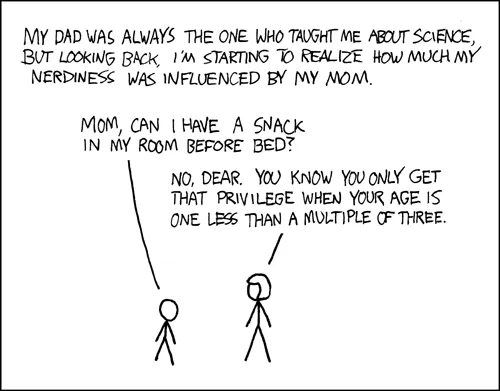 MY DAD WAS ALWAYS THE ONE WHO TAUGHT ME ABOUT SCIENCE,
BUT LOOKING BACK, I'M STARTING TO REALIZE HOW MUCH MY
NERDINESS WAS INFLUENCED BY MY MOM.
MOM, CAN I HAVE A SNACK
IN MY ROOM BEFORE BED?
NO, DEAR. YOU KNOW YOU ONLY GET
THAT PRIVILEGE WHEN YOUR AGE IS
ONE LESS THAN A MULTIPLE OF THREE.